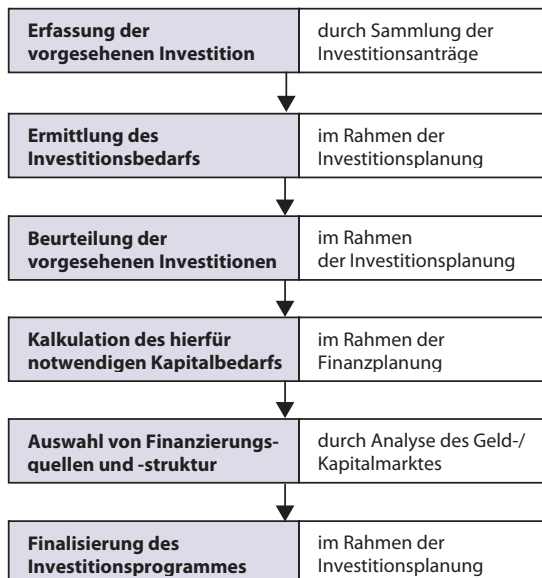 Erfassung der
vorgesehenen Investition
durch Sammlung der
Investitionsanträge
Ermittlung des
Investitionsbedarfs
im Rahmen der
Investitionsplanung
Beurteilung der
vorgesehenen Investitionen
im Rahmen
der Investitionsplanung
Kalkulation des hierfür
notwendigen Kapitalbedarfs
im Rahmen der
Finanzplanung
Auswahl von Finanzierungs-
quellen und -struktur
durch Analyse des Geld-/
Kapitalmarktes
Finalisierung des
Investitionsprogrammes
im Rahmen der
Investitionsplanung